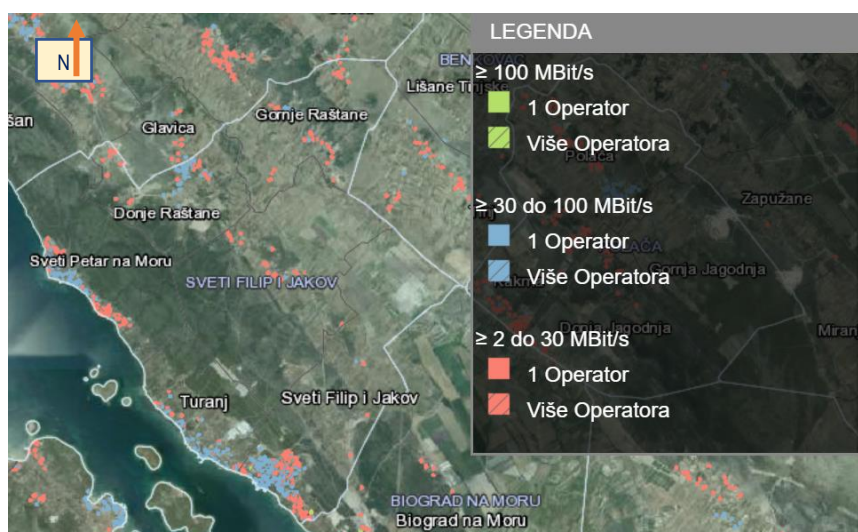 N
LEGENDA
≥ 100 MBit/s
1 Operator
Više Operatora
≥ 30 do 100 MBit/s
1 Operator
Više Operatora
≥ 2 do 30 MBit/s
1 Operator
Više Operatora
Lišane Tinjske
Gornje Raštane
Glavica
Polača
Zapužane
Donje Raštane
Sveti Petar na Moru
SVETI FILIP I JAKOV
Gornja Jagodnja
Kakma
Donja Jagodnja
Turanj
Sveti Filip i Jakov
BIOGRAD NA MORU
Biograd na Moru